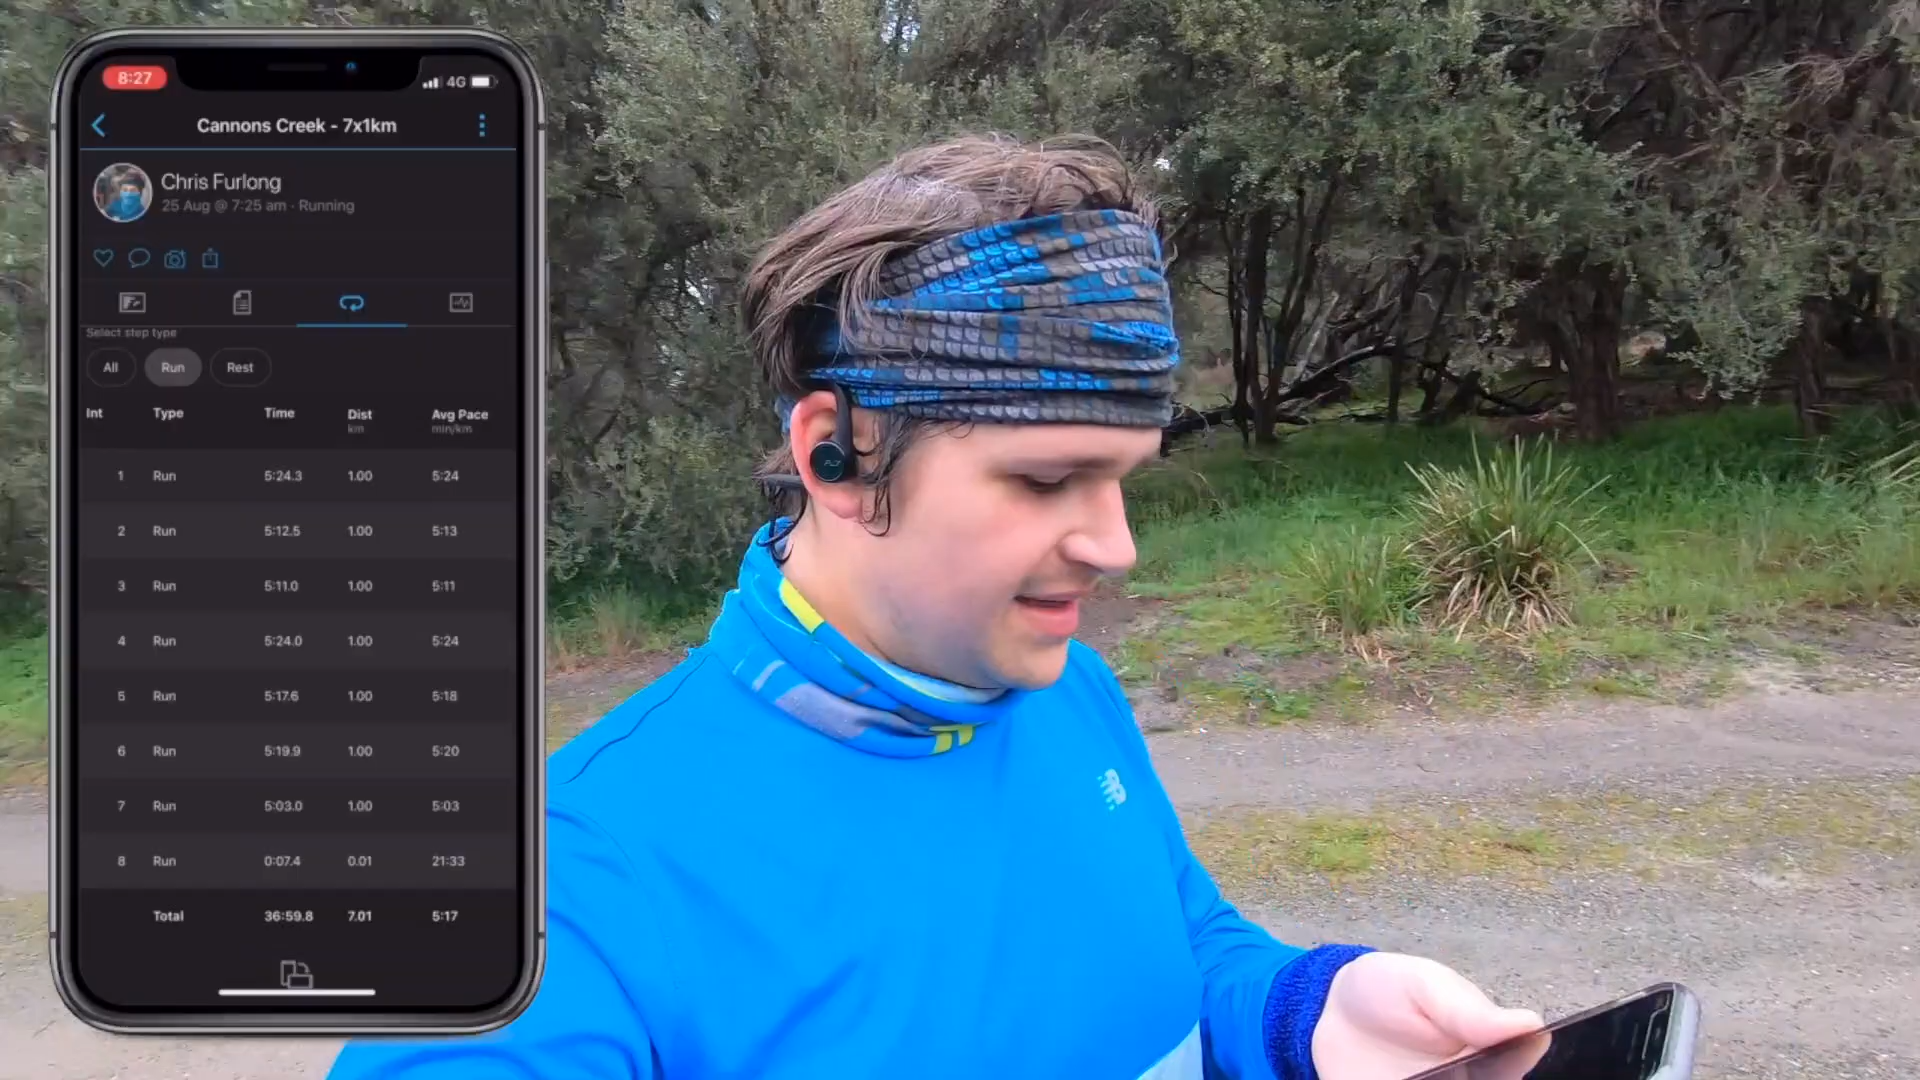 8:27
4G
Cannons Creek - 7x1km
Chris Furlong
25 Aug @ 7:25 am · Running
Select step type
All Run Rest
Int Type Time Dist km Avg Pace min/km
1 Run 5:24.3 1.00 5:24
2 Run 5:12.5 1.00 5:13
3 Run 5:11.0 1.00 5:11
4 Run 5:24.0 1.00 5:24
5 Run 5:17.6 1.00 5:18
6 Run 5:19.9 1.00 5:20
7 Run 5:03.0 1.00 5:03
8 Run 0:07.4 0.01 21:33
Total 36:59.8 7.01 5:17